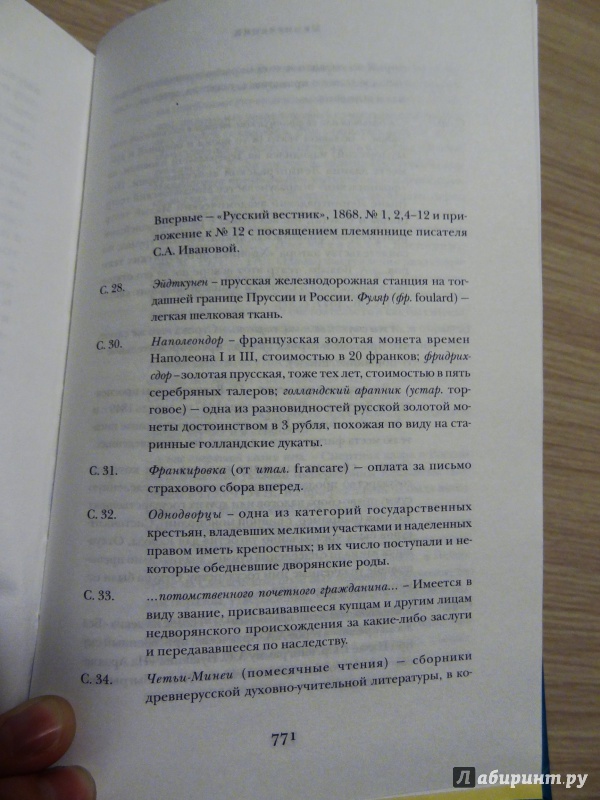 Впервые – «Русский вестник», 1868. № 1, 2,4–12 и при-
ложение к № 12 с посвящением племяннице писателя
С.А. Ивановой.
С. 28. Эйдткунен – прусская железнодорожная станция на тог-
дашней границе Пруссии и России. Фуляр (фр. foulard) –
легкая шелковая ткань.
С. 30. Наполеондор – французская золотая монета времен
Наполеона I и III, стоимостью в 20 франков; фридрих-
сдор – золотая прусская, тоже тех лет, стоимостью в пять
серебряных талеров; голландский арапчик (устар. тор-
говое) – одна из разновидностей русской золотой мо-
неты достоинством в 3 рубля, похожая по виду на ста-
ринные голландские дукаты.
С. 31. Франкировка (от итал. francare) – оплата за письмо
страхового сбора вперед.
С. 32. Однодворцы – одна из категорий государственных
крестьян, владевших мелкими участками и наделенных
правом иметь крепостных; в их число поступали и не-
которые обедневшие дворянские роды.
С. 33. ...потомственного почетного гражданина... – Имеется в
виду звание, присваивавшееся купцам и другим лицам
недворянского происхождения за какие-либо заслуги
и передававшееся по наследству.
С. 34. Четьи-Минеи (помесячные чтения) – сборники
древнерусской духовно-учительной литературы, в ко-
771
Лабиринт.ру